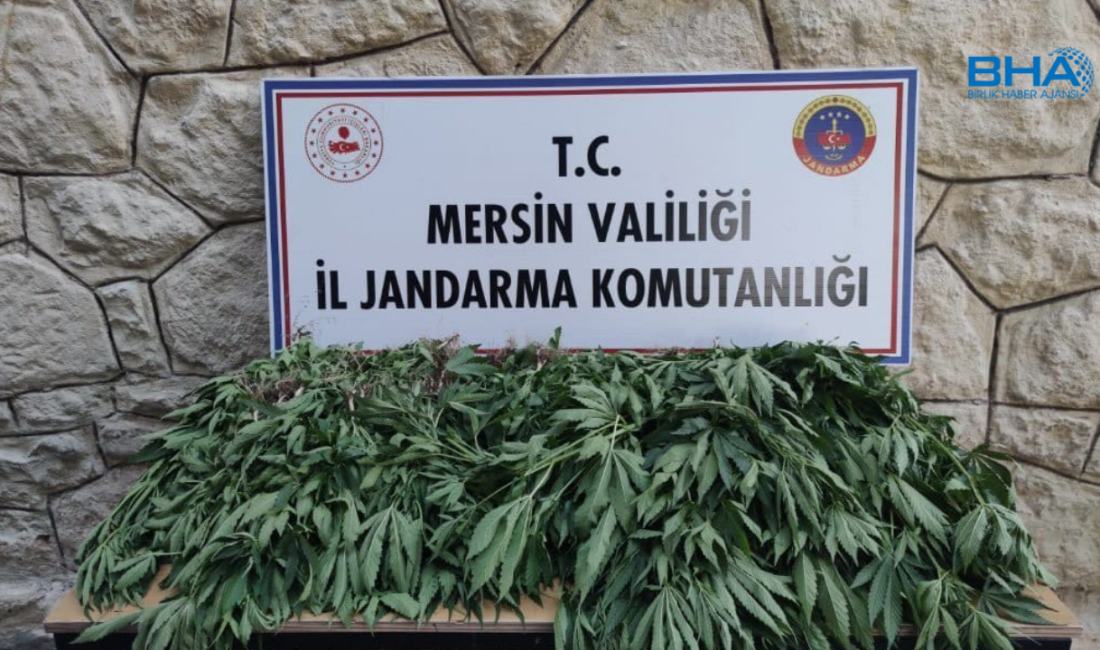 BHA
BİRLİK HABER AJANSI
T.C.
MERSİN VALİLİĞİ
İL JANDARMA KOMUTANLIĞI
JANDARMA